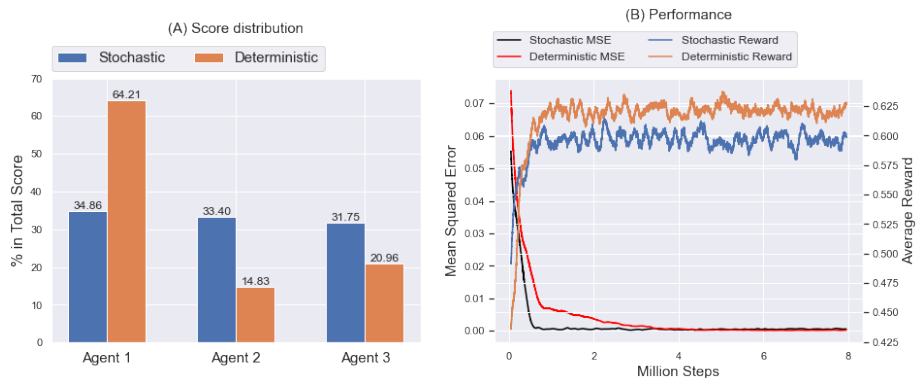 (A) Score distribution
Stochastic Deterministic
% in Total Score
70
60
50
40
30
20
10
0
34.86
64.21
33.40
14.83
31.75
20.96
Agent 1 Agent 2 Agent 3
(B) Performance
Stochastic MSE Stochastic Reward
Deterministic MSE Deterministic Reward
Mean Squared Error
0.07
0.06
0.05
0.04
0.03
0.02
0.01
0.00
0.625
0.600
0.575
0.550
0.525
0.500
0.475
0.450
0.425
Average Reward
0 2 4 6 8
Million Steps